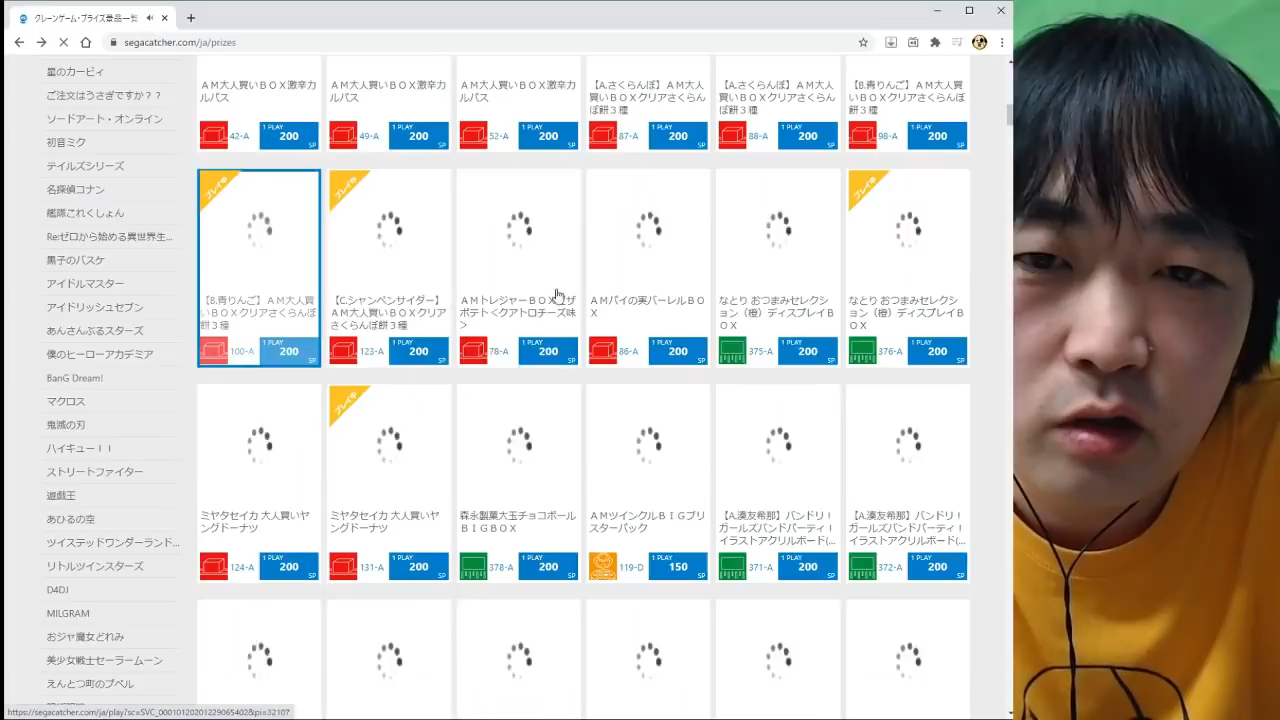 クレーンゲーム・プライズ景品一覧
segacatcher.com/ja/prizes
星のカービィ
ご注文はうさぎですか？？
ソードアート・オンライン
初音ミク
テイルズシリーズ
名探偵コナン
艦隊これくしょん
Re:ゼロから始める異世界生...
黒子のバスケ
アイドルマスター
アイドリッシュセブン
あんさんぶるスターズ
僕のヒーローアカデミア
BanG Dream!
マクロス
鬼滅の刃
ハイキュー！！
ストリートファイター
遊戯王
あひるの空
ツイステッドワンダーランド...
リトルツインスターズ
D4DJ
MILGRAM
おジャ魔女どれみ
美少女戦士セーラームーン
えんとつ町のプペル
ＡＭ大人買いＢＯＸ激辛カ
ルパス
42-A
1 PLAY
200
SP
ＡＭ大人買いＢＯＸ激辛カ
ルパス
49-A
1 PLAY
200
SP
ＡＭ大人買いＢＯＸ激辛カ
ルパス
52-A
1 PLAY
200
SP
【A.さくらんぼ】ＡＭ大人
買いＢＯＸクリアさくらん
ぼ餅３種
87-A
1 PLAY
200
SP
【A.さくらんぼ】ＡＭ大人
買いＢＯＸクリアさくらん
ぼ餅３種
88-A
1 PLAY
200
SP
【B.青りんご】ＡＭ大人買
いＢＯＸクリアさくらんぼ
餅３種
98-A
1 PLAY
200
SP
プレイ中
【B.青りんご】ＡＭ大人買
いＢＯＸクリアさくらんぼ
餅３種
100-A
1 PLAY
200
SP
プレイ中
【C.シャンペンサイダー】
ＡＭ大人買いＢＯＸクリア
さくらんぼ餅３種
123-A
1 PLAY
200
SP
ＡＭトレジャーＢＯＸピザ
ポテト＜クアトロチーズ味
＞
78-A
1 PLAY
200
SP
ＡＭパイの実バーレルＢＯ
Ｘ
86-A
1 PLAY
200
SP
なとり おつまみセレクシ
ョン（橙）ディスプレイＢ
ＯＸ
375-A
1 PLAY
200
SP
プレイ中
なとり おつまみセレクシ
ョン（橙）ディスプレイＢ
ＯＸ
376-A
1 PLAY
200
SP
ミヤタセイカ 大人買いヤ
ングドーナツ
124-A
1 PLAY
200
SP
プレイ中
ミヤタセイカ 大人買いヤ
ングドーナツ
131-A
1 PLAY
200
SP
森永製菓大玉チョコボール
ＢＩＧＢＯＸ
378-A
1 PLAY
200
SP
ＡＭツインクルＢＩＧブリ
スターパック
119-D
1 PLAY
150
SP
【A.湊友希那】バンドリ！
ガールズバンドパーティ！
イラストアクリルボード(...
371-A
1 PLAY
200
SP
【A.湊友希那】バンドリ！
ガールズバンドパーティ！
イラストアクリルボード(...
372-A
1 PLAY
200
SP
https://segacatcher.com/ja/play?sc=SVC_00010120201229065402&pi=32107